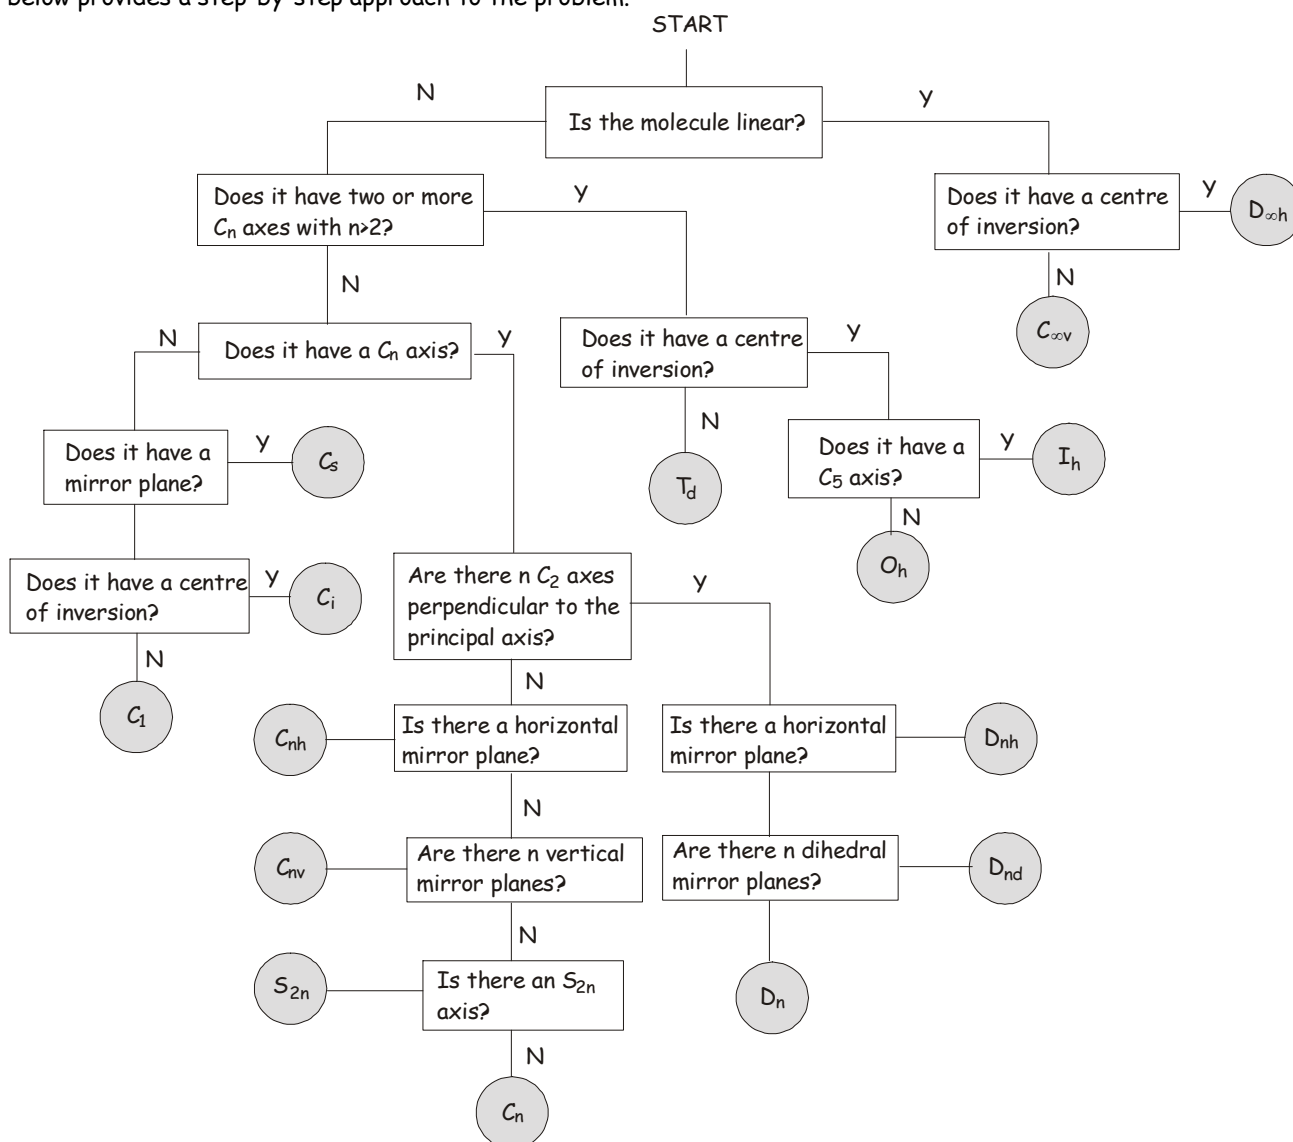 below provides a step by step approach to the problem.
START
N
Y
Is the molecule linear?
Does it have two or more
Cₙ axes with n>2?
Y
Does it have a centre
of inversion?
Y
D∞h
N
N
C∞v
N
Does it have a Cₙ axis?
Y
Does it have a centre
of inversion?
Y
N
Does it have a
mirror plane?
Y
Cs
Td
Does it have a
C₅ axis?
Y
Ih
N
Oh
Does it have a centre
of inversion?
Y
Ci
Are there n C₂ axes
perpendicular to the
principal axis?
Y
N
C₁
N
Cnh
Is there a horizontal
mirror plane?
Is there a horizontal
mirror plane?
Dnh
N
Cnv
Are there n vertical
mirror planes?
Are there n dihedral
mirror planes?
Dnd
N
S₂ₙ
Is there an S₂ₙ
axis?
Dₙ
N
Cₙ